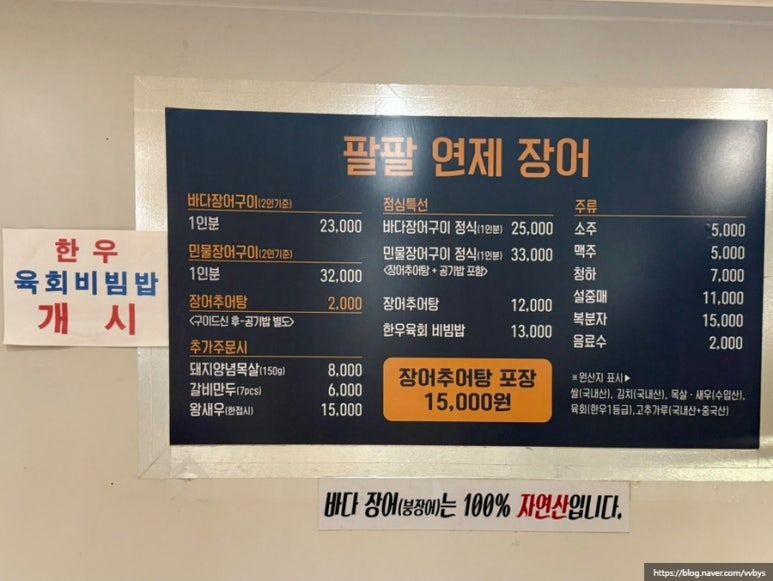 팔팔 연제 장어
바다장어구이(2인기준)
1인분 23,000
민물장어구이(2인기준)
1인분 32,000
장어추어탕 2,000
<구이드신 후-공기밥 별도>
추가주문시
돼지양념목살(150g) 8,000
갈비만두(7pcs) 6,000
왕새우(한접시) 15,000
점심특선
바다장어구이 정식(1인분) 25,000
민물장어구이 정식(1인분) 33,000
<장어추어탕 + 공기밥 포함>
장어추어탕 12,000
한우육회 비빔밥 13,000
장어추어탕 포장
15,000원
주류
소주 5,000
맥주 5,000
청하 7,000
설중매 11,000
복분자 15,000
음료수 2,000
※원산지 표시▶
쌀(국내산), 김치(국내산), 목살·새우(수입산),
육회(한우1등급),고추가루(국내산+중국산)
한우
육회비빔밥
개시
바다 장어(붕장어)는 100% 자연산입니다.
https://blog.naver.com/vvbys